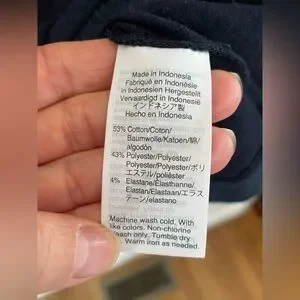 Made in Indonesia
Fabriqué en Indonésie
in Indonesien Hergestellt
Vervaardigd in Indonesië
インドネシア製
Hecho en Indonesia
53% Cotton/Coton/
Baumwolle/Katoen/綿/
algodón
43% Polyester/Polyester/
Polyester/Polyester/ポリ
エステル/poliéster
4% Elastane/Élasthanne/
Elastan/Elastaan/エラス
テーン/elastano
Machine wash cold. With
like colors. Non-chlorine
bleach only. Tumble dry
. Warm iron as needed.